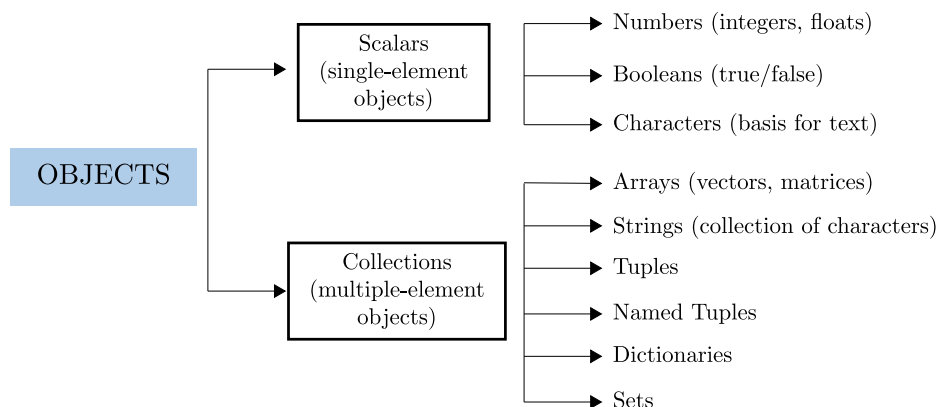 OBJECTS
Scalars
(single-element
objects)
Numbers (integers, floats)
Booleans (true/false)
Characters (basis for text)
Collections
(multiple-element
objects)
Arrays (vectors, matrices)
Strings (collection of characters)
Tuples
Named Tuples
Dictionaries
Sets